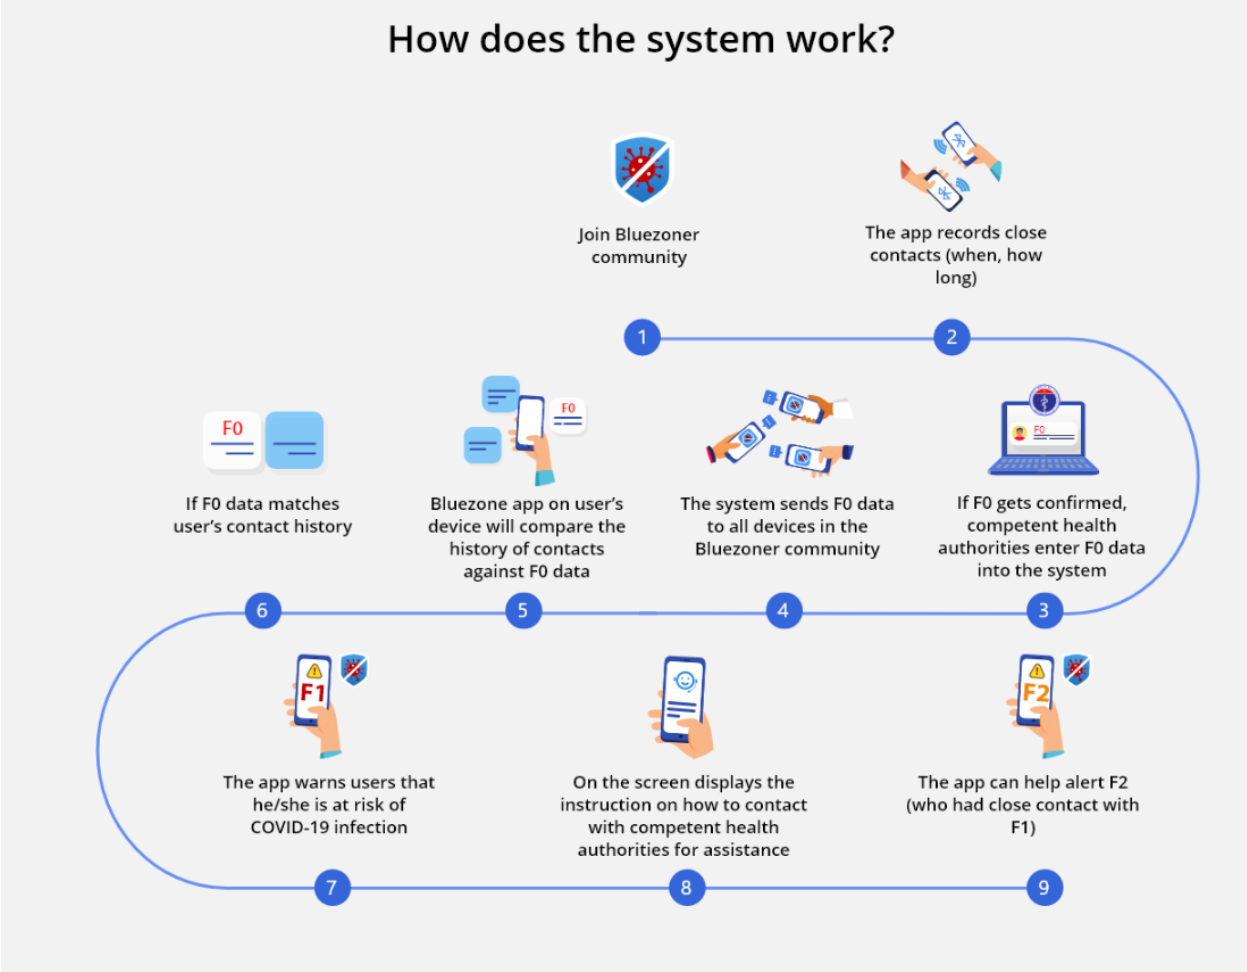 How does the system work?
Join Bluezoner
community
The app records close
contacts (when, how
long)
1
2
F0
If F0 gets confirmed,
competent health
authorities enter F0 data
into the system
3
The system sends F0 data
to all devices in the
Bluezoner community
4
F0
Bluezone app on user's
device will compare the
history of contacts
against F0 data
5
F0
If F0 data matches
user's contact history
6
F1
The app warns users that
he/she is at risk of
COVID-19 infection
7
On the screen displays the
instruction on how to contact
with competent health
authorities for assistance
8
F2
The app can help alert F2
(who had close contact with
F1)
9